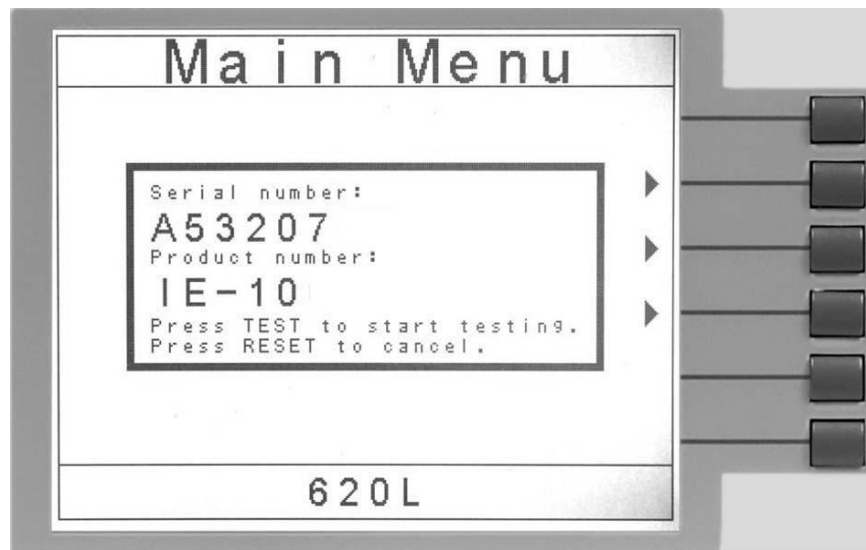 Main Menu
Serial number:
A53207
Product number:
IE-10
Press TEST to start testing.
Press RESET to cancel.
620L